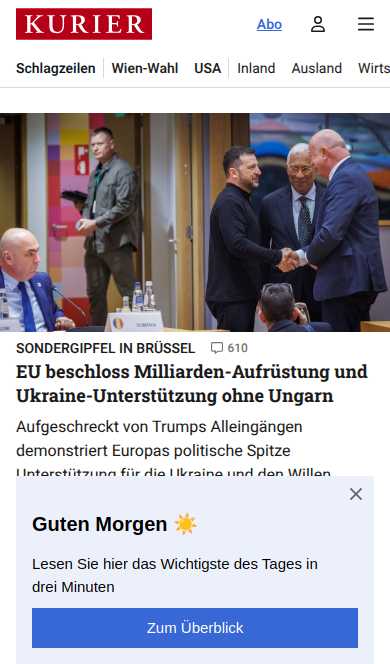 KURIER
Abo
Schlagzeilen Wien-Wahl USA Inland Ausland Wirts
SONDERGIPFEL IN BRÜSSEL 610
EU beschloss Milliarden-Aufrüstung und
Ukraine-Unterstützung ohne Ungarn
Aufgeschreckt von Trumps Alleingängen
demonstriert Europas politische Spitze
Unterstützung für die Ukraine und den Willen
Guten Morgen ☀️
Lesen Sie hier das Wichtigste des Tages in
drei Minuten
Zum Überblick